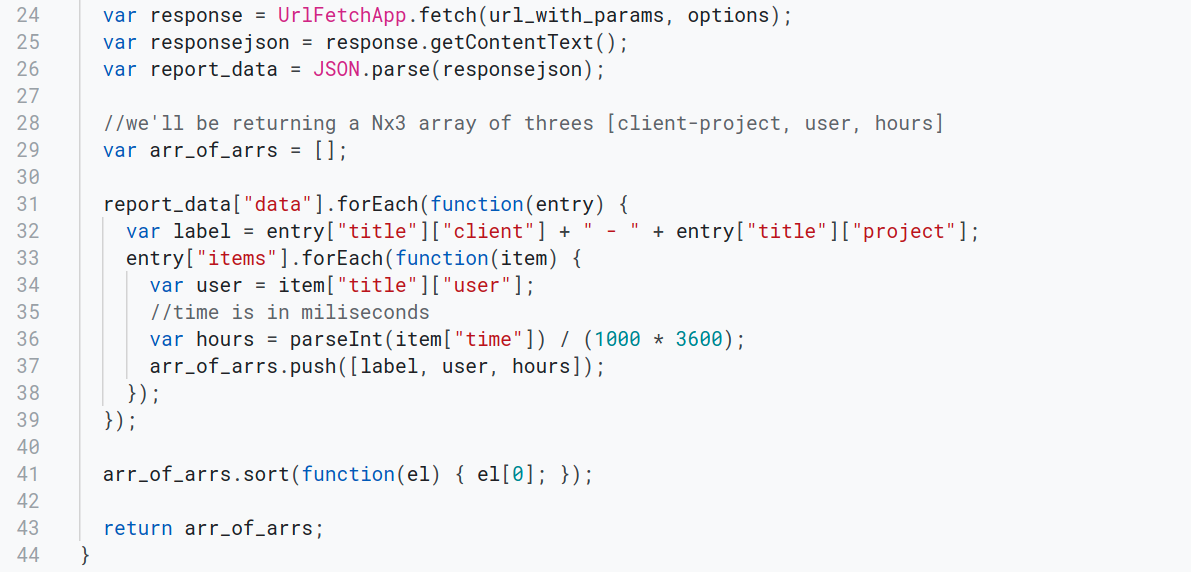 24 var response = UrlFetchApp.fetch(url_with_params, options);
25 var responsejson = response.getContentText();
26 var report_data = JSON.parse(responsejson);
27
28 //we'll be returning a Nx3 array of threes [client-project, user, hours]
29 var arr_of_arrs = [];
30
31 report_data["data"].forEach(function(entry) {
32 var label = entry["title"]["client"] + " - " + entry["title"]["project"];
33 entry["items"].forEach(function(item) {
34 var user = item["title"]["user"];
35 //time is in miliseconds
36 var hours = parseInt(item["time"]) / (1000 * 3600);
37 arr_of_arrs.push([label, user, hours]);
38 });
39 });
40
41 arr_of_arrs.sort(function(el) { el[0]; });
42
43 return arr_of_arrs;
44 }